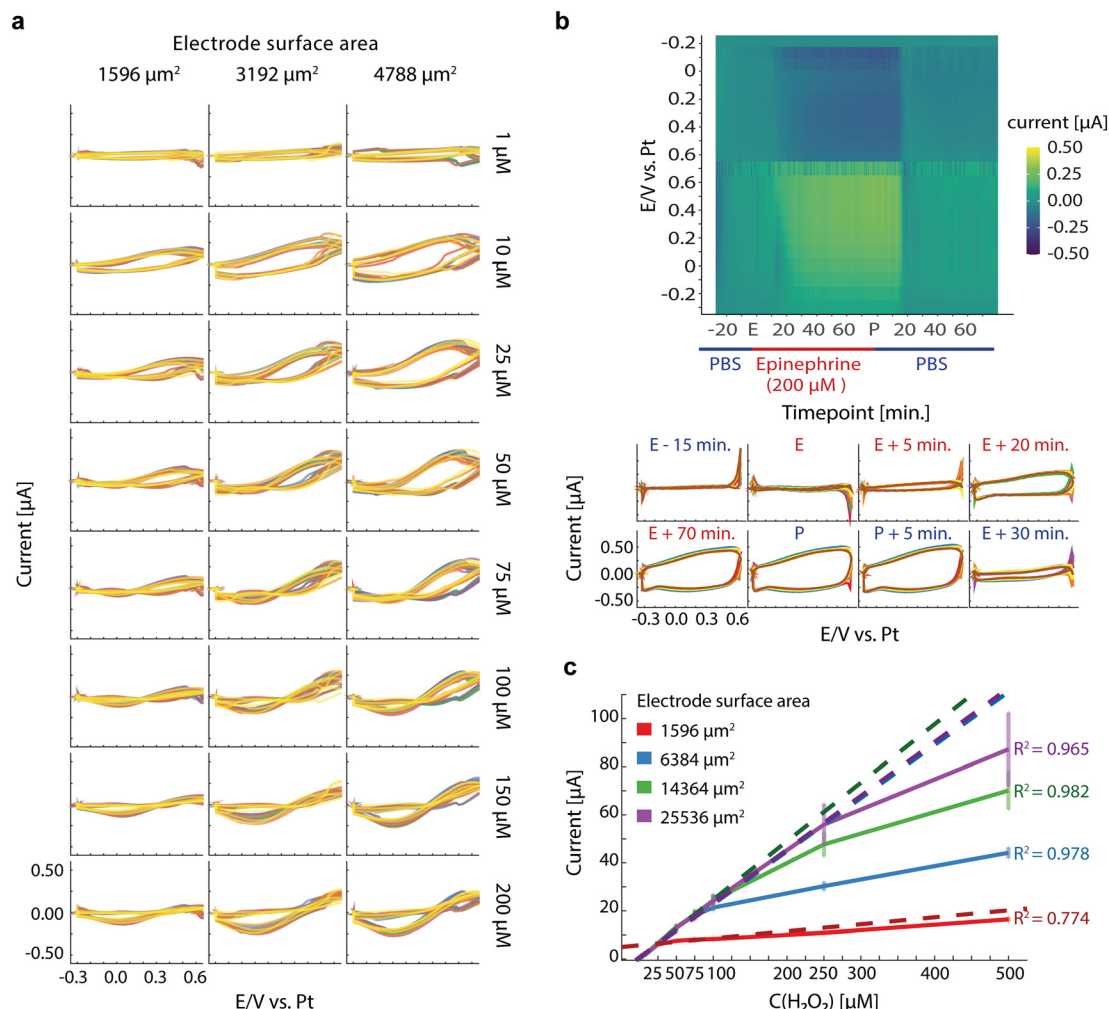 a
Electrode surface area
1596 µm² 3192 µm² 4788 µm²
1 µM
10 µM
25 µM
50 µM
75 µM
100 µM
150 µM
200 µM
Current [µA]
0.50
0.00
-0.50
-0.3 0.0 0.3 0.6
E/V vs. Pt
b
-0.2
0
0.2
0.4
0.6
0.6
0.4
0.2
0
-0.2
E/V vs. Pt
current [µA]
0.50
0.25
0.00
-0.25
-0.50
-20 E 20 40 60 P 20 40 60
PBS Epinephrine PBS
(200 µM )
Timepoint [min.]
E - 15 min. E E + 5 min. E + 20 min.
E + 70 min. P P + 5 min. E + 30 min.
Current [µA]
0.50
0.00
-0.50
-0.3 0.0 0.3 0.6
E/V vs. Pt
c
Electrode surface area
1596 µm²
6384 µm²
14364 µm²
25536 µm²
R² = 0.965
R² = 0.982
R² = 0.978
R² = 0.774
Current [µA]
100
80
60
40
20
0
25 50 75 100 200 250 300 400 500
C(H₂O₂) [µM]